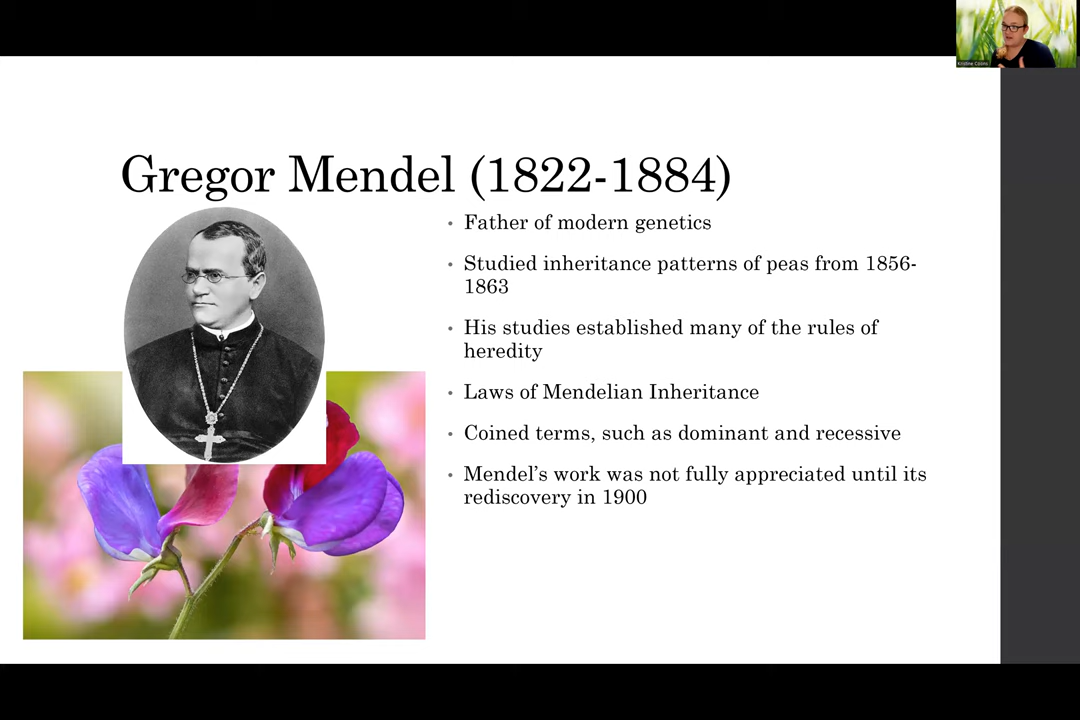 Kristine Collins
Gregor Mendel (1822-1884)
• Father of modern genetics
• Studied inheritance patterns of peas from 1856-
1863
• His studies established many of the rules of
heredity
• Laws of Mendelian Inheritance
• Coined terms, such as dominant and recessive
• Mendel’s work was not fully appreciated until its
rediscovery in 1900